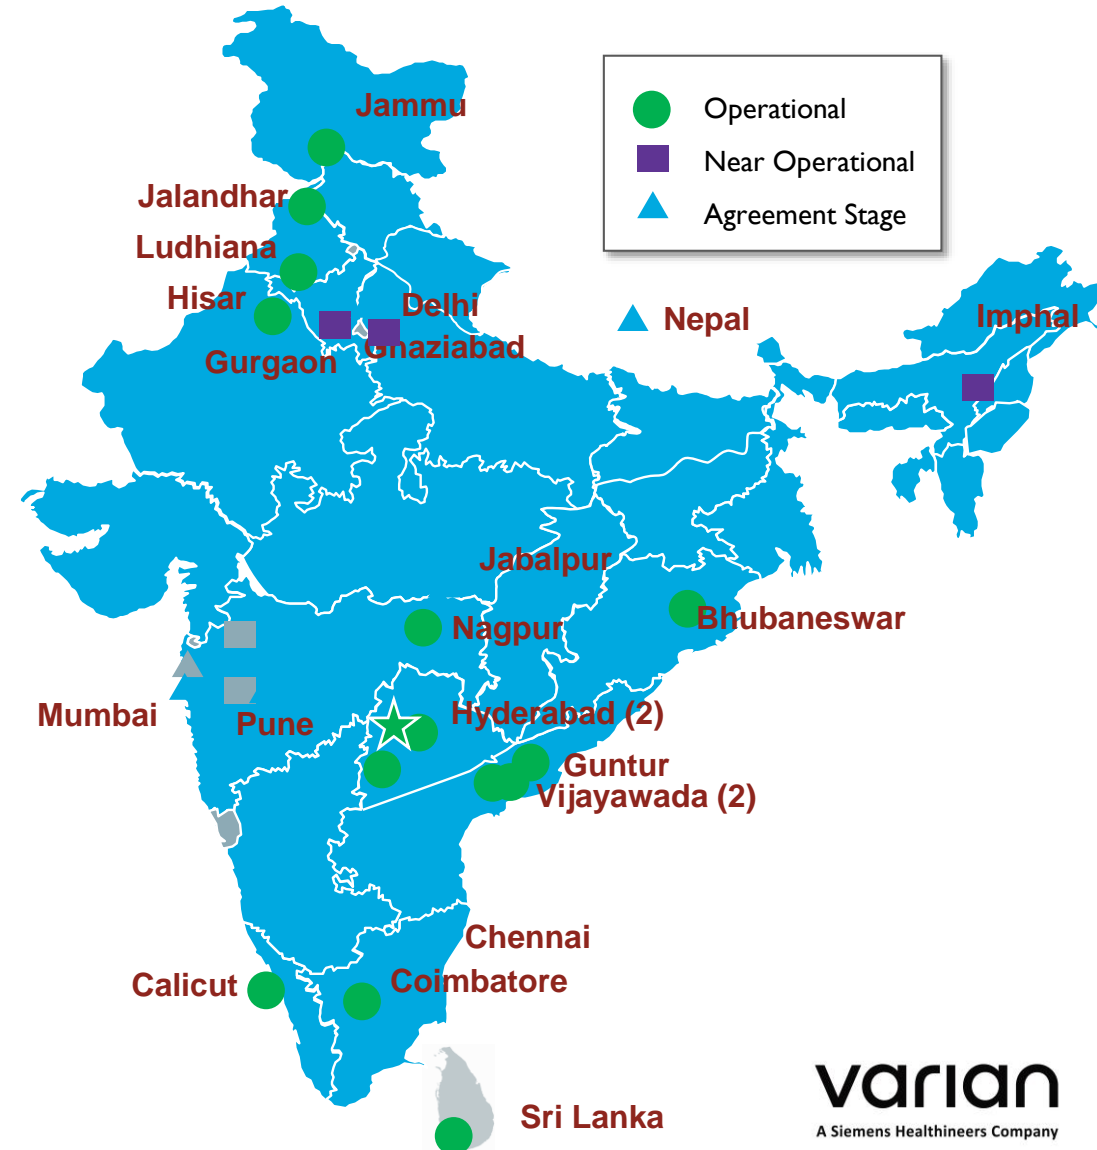 Operational
Near Operational
Agreement Stage
Jammu
Jalandhar
Ludhiana
Hisar
Delhi
Ghaziabad
Gurgaon
Nepal
Imphal
Jabalpur
Nagpur
Bhubaneswar
Mumbai
Pune
Hyderabad (2)
Guntur
Vijayawada (2)
Chennai
Calicut
Coimbatore
Sri Lanka
varian
A Siemens Healthineers Company